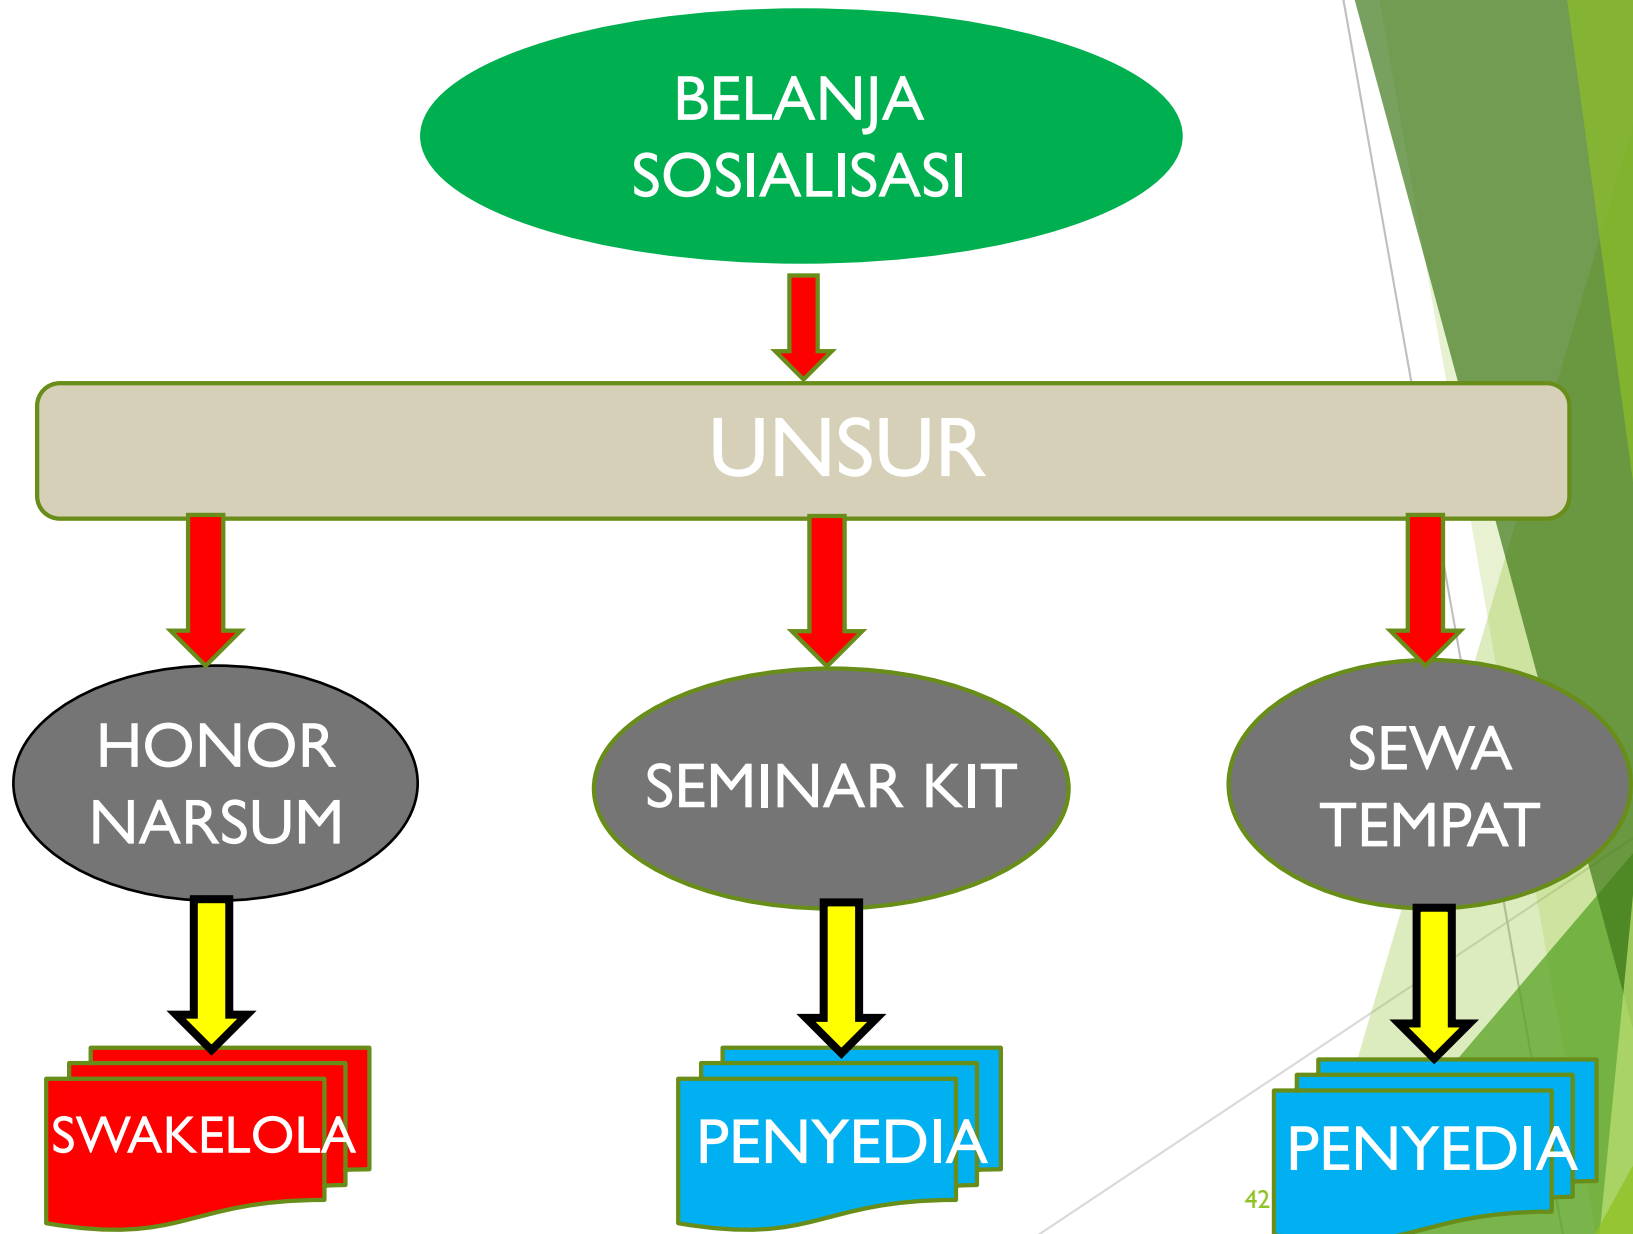 BELANJA
SOSIALISASI
UNSUR
HONOR
NARSUM
SEMINAR KIT
SEWA
TEMPAT
SWAKELOLA
PENYEDIA
PENYEDIA
42